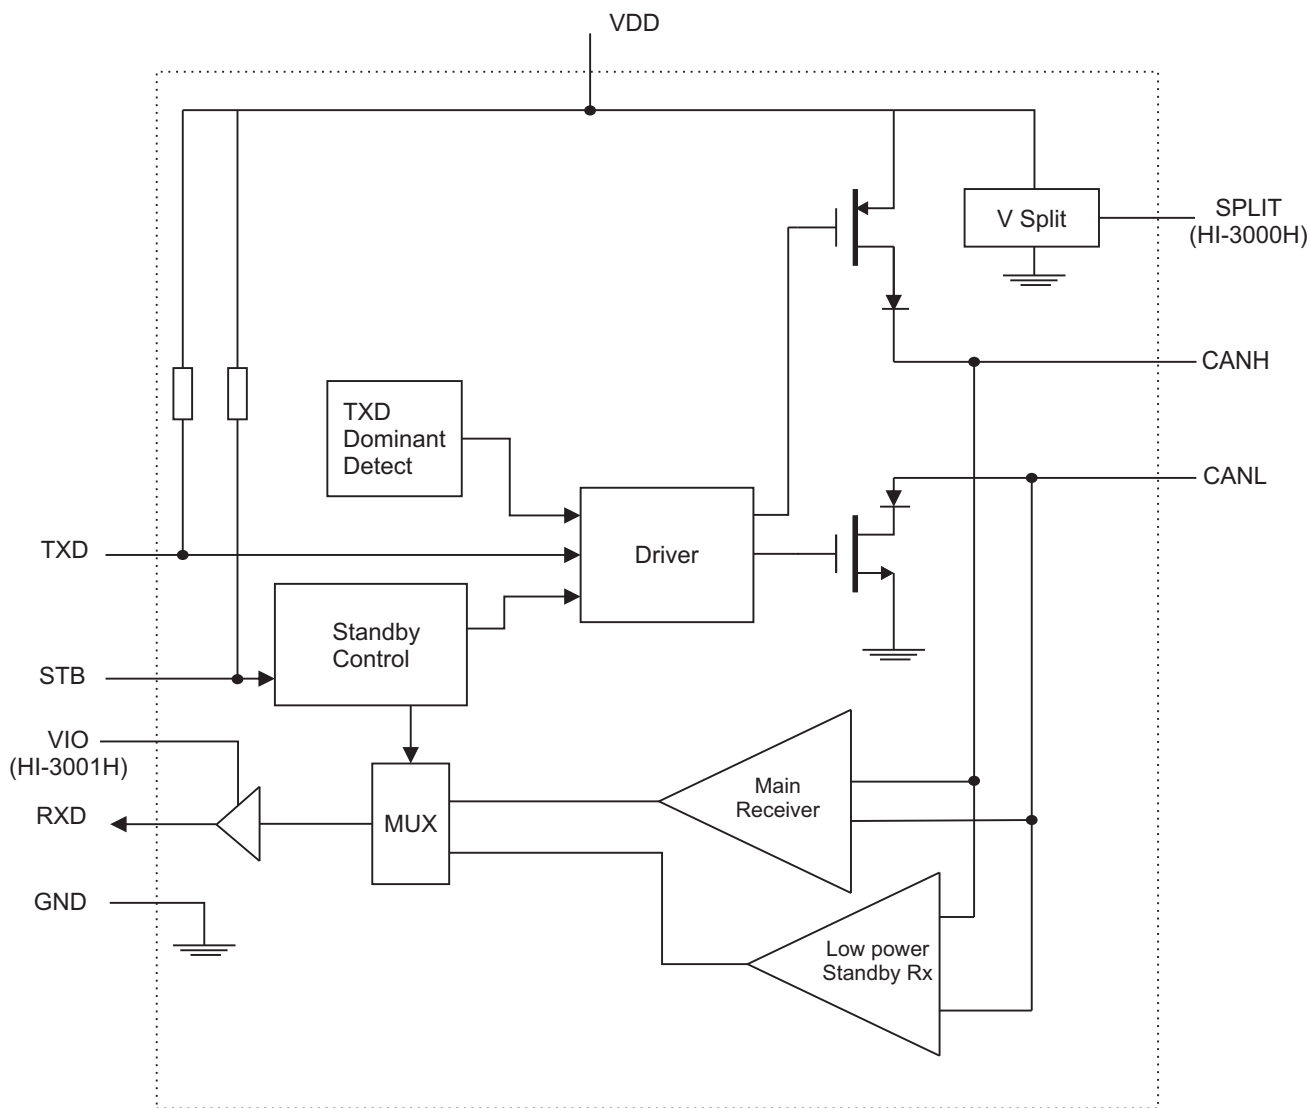 VDD
V Split
SPLIT
(HI-3000H)
CANH
TXD
Dominant
Detect
CANL
TXD
Driver
Standby
Control
STB
VIO
(HI-3001H)
Main
Receiver
RXD
MUX
GND
Low power
Standby Rx